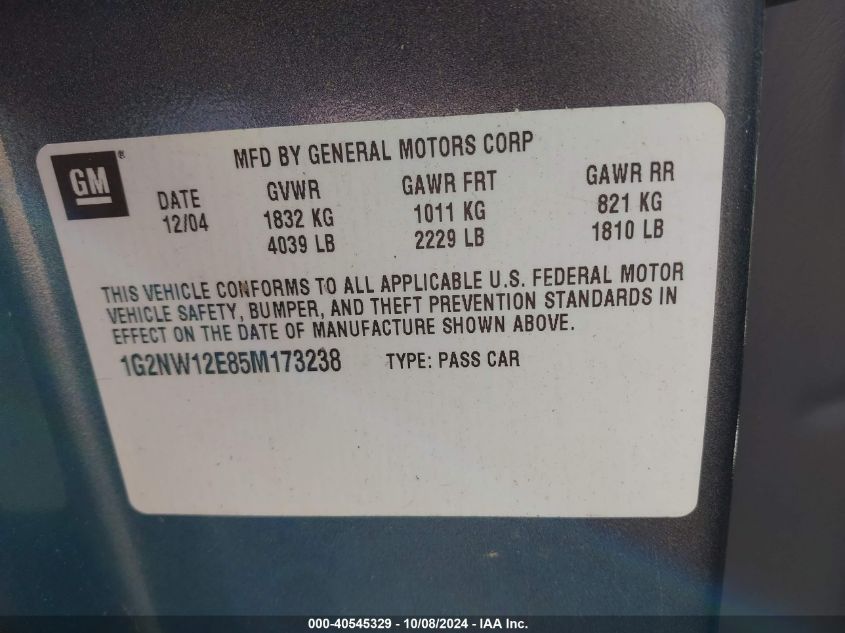 GM®
MFD BY GENERAL MOTORS CORP
DATE GVWR GAWR FRT GAWR RR
12/04 1832 KG 1011 KG 821 KG
4039 LB 2229 LB 1810 LB
THIS VEHICLE CONFORMS TO ALL APPLICABLE U.S. FEDERAL MOTOR
VEHICLE SAFETY, BUMPER, AND THEFT PREVENTION STANDARDS IN
EFFECT ON THE DATE OF MANUFACTURE SHOWN ABOVE.
1G2NW12E85M173238 TYPE: PASS CAR
000-40545329 - 10/08/2024 - IAA Inc.